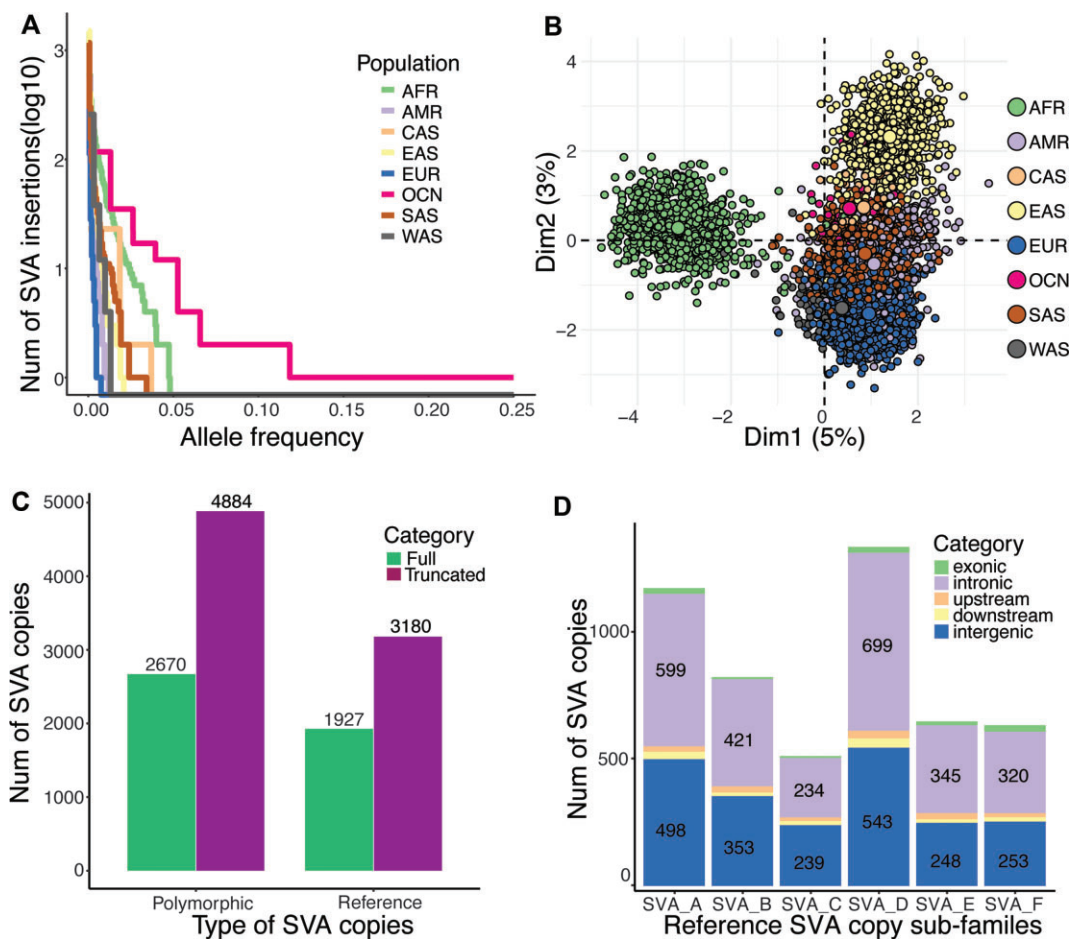 A
Num of SVA insertions(log10)
3
2
1
0
0.00 0.05 0.10 0.15 0.20 0.25
Allele frequency
Population
AFR
AMR
CAS
EAS
EUR
OCN
SAS
WAS
B
Dim2 (3%)
4
2
0
−2
−4 −2 0 2
Dim1 (5%)
AFR
AMR
CAS
EAS
EUR
OCN
SAS
WAS
C
Num of SVA copies
5000
4000
3000
2000
1000
0
Category
Full
Truncated
2670
4884
1927
3180
Polymorphic Reference
Type of SVA copies
D
Num of SVA copies
1000
500
0
Category
exonic
intronic
upstream
downstream
intergenic
599
421
234
699
345
320
498
353
239
543
248
253
SVA_A SVA_B SVA_C SVA_D SVA_E SVA_F
Reference SVA copy sub-familes